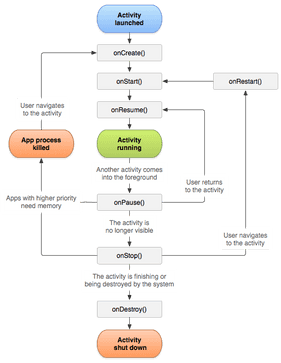 Activity
launched
onCreate()
onStart()
onRestart()
onResume()
User navigates
to the activity
App process
killed
Activity
running
Another activity comes
into the foreground
User returns
to the activity
Apps with higher priority
need memory
onPause()
The activity is
no longer visible
User navigates
to the activity
onStop()
The activity is finishing or
being destroyed by the system
onDestroy()
Activity
shut down